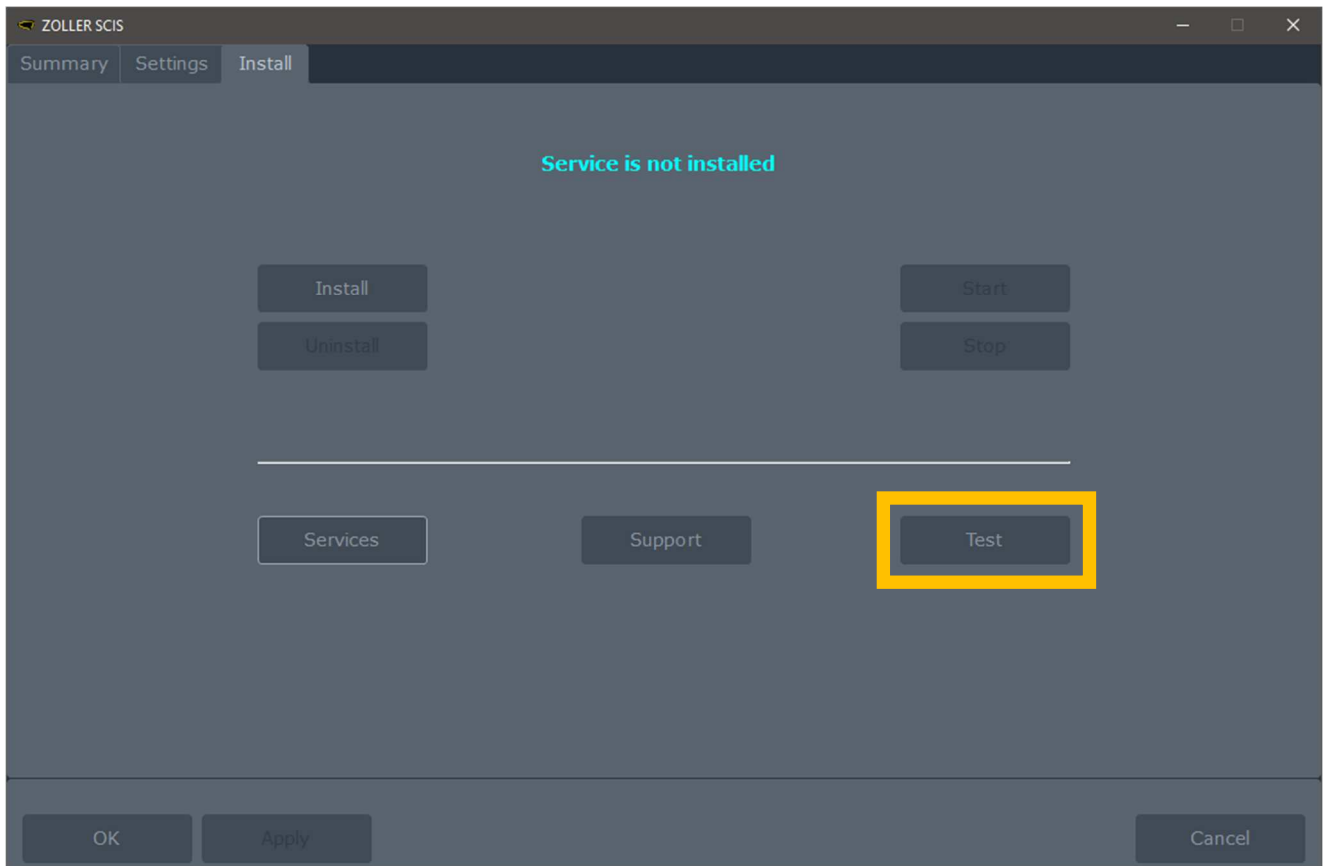 ZOLLER SCIS
Summary Settings Install
Service is not installed
Install Start
Uninstall Stop
Services Support Test
OK Apply Cancel